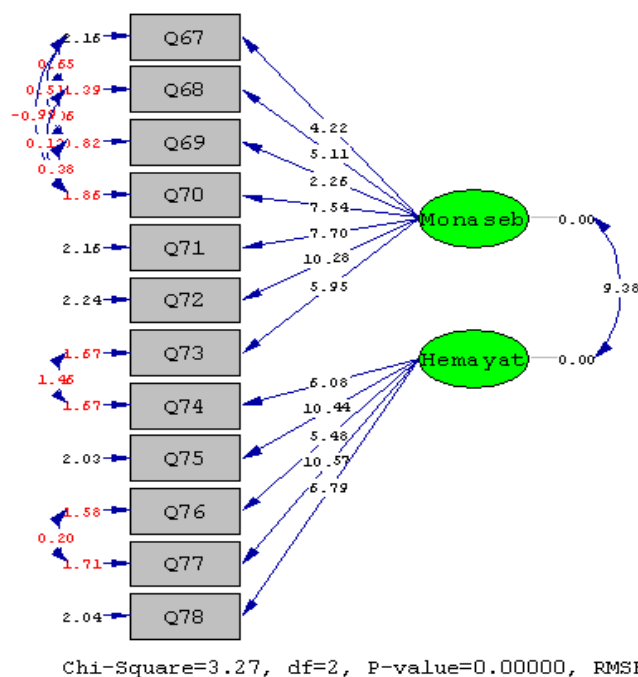 2.16 Q67
0.65
0.51 1.39 Q68
-0.99
0.13 0.82 Q69
0.38
1.86 Q70
2.16 Q71
2.24 Q72
1.67 Q73
1.46
1.67 Q74
2.03 Q75
1.58 Q76
0.20
1.71 Q77
2.04 Q78
4.22
5.11
2.26
7.54
7.70
10.28
5.95
Monaseb 0.00
9.38
Hemayat 0.00
6.08
10.44
5.48
10.57
6.79
Chi-Square=3.27, df=2, P-value=0.00000,